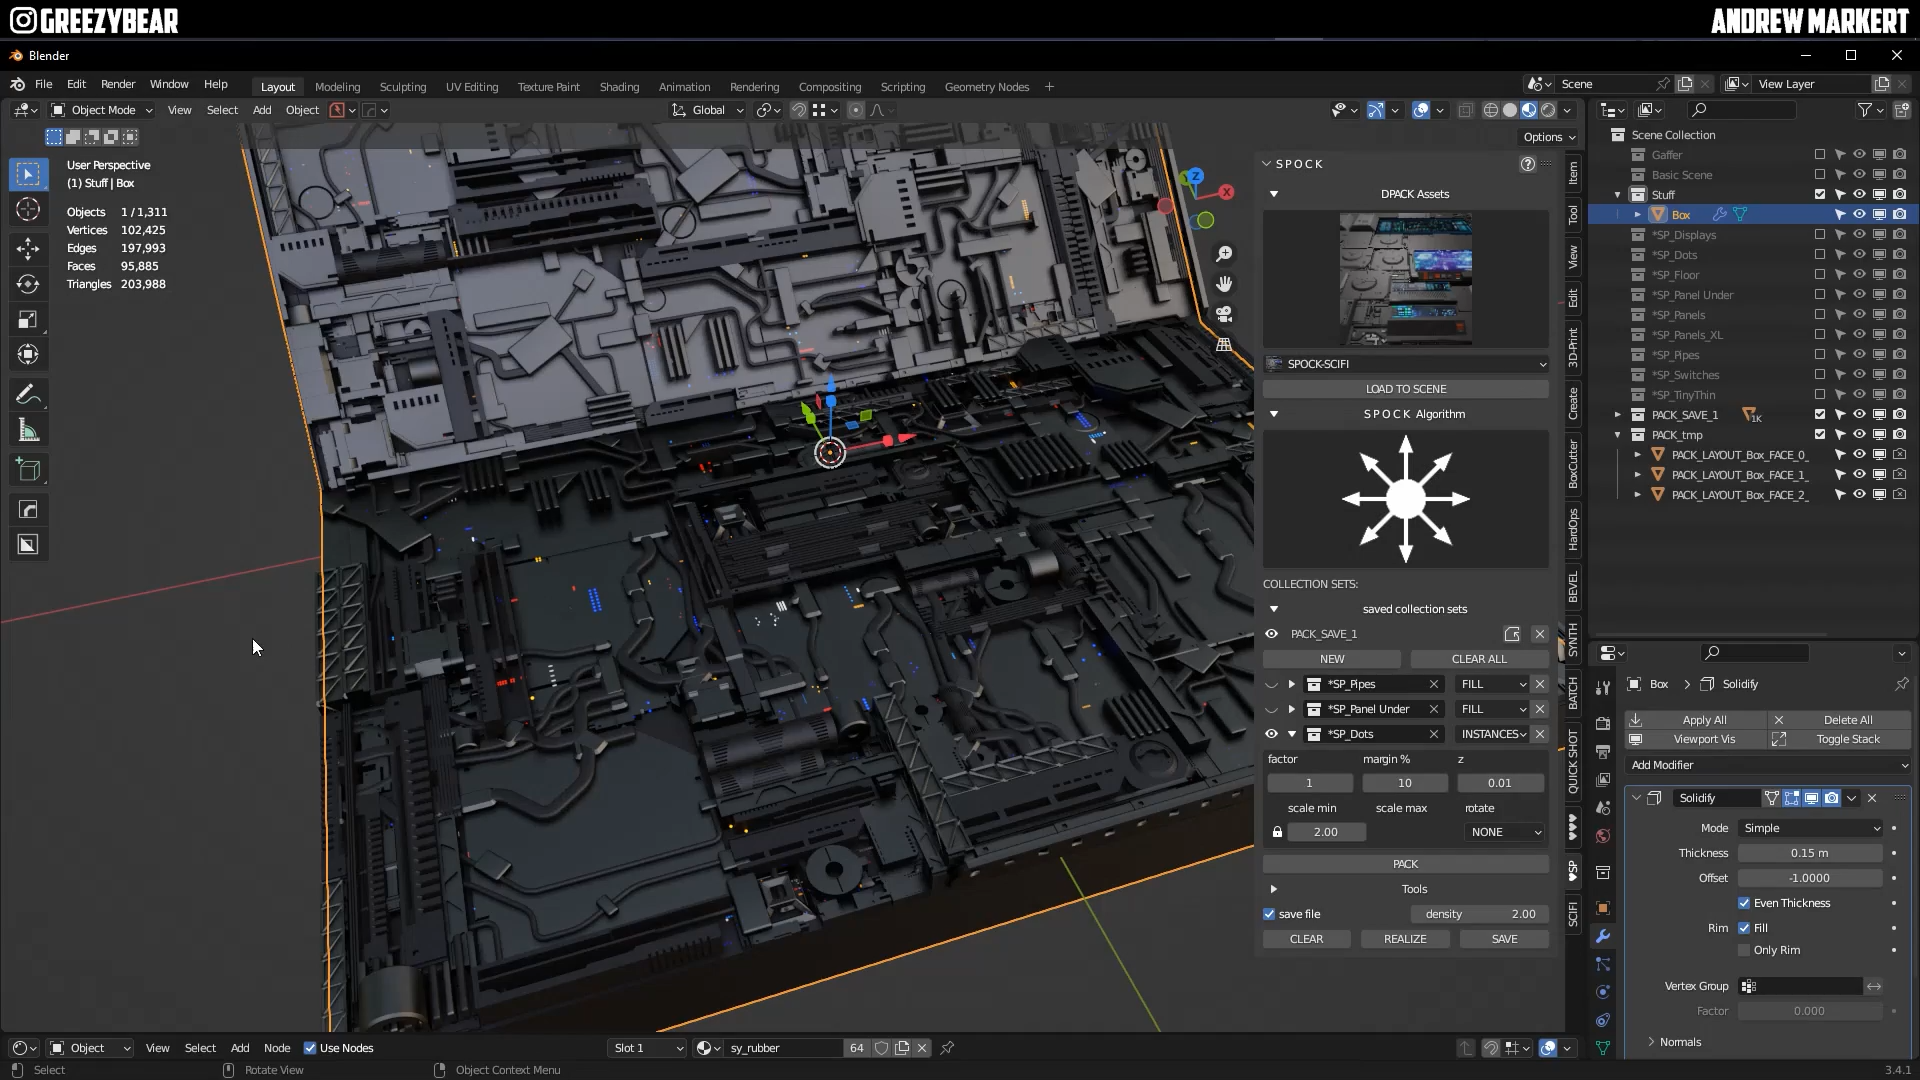 GREEZYBEAR
ANDREW MARKERT
Blender
File Edit Render Window Help Layout Modeling Sculpting UV Editing Texture Paint Shading Animation Rendering Compositing Scripting Geometry Nodes +
Scene
View Layer
Object Mode View Select Add Object
Global
Options
User Perspective
(1) Stuff | Box
Objects 1 / 1,311
Vertices 102,425
Edges 197,993
Faces 95,885
Triangles 203,988
Z
X
SPOCK
DPACK Assets
SPOCK-SCIFI
LOAD TO SCENE
SPOCK Algorithm
COLLECTION SETS:
saved collection sets
PACK_SAVE_1
NEW CLEAR ALL
*SP_Pipes FILL
*SP_Panel Under FILL
*SP_Dots INSTANCES
factor margin % z
1 10 0.01
scale min scale max rotate
2.00 NONE
PACK
Tools
save file density 2.00
CLEAR REALIZE SAVE
Item
Tool
View
Edit
3D-Print
Create
BoxCutter
HardOps
BEVEL
SYNTH
BATCH
QUICK SHOT
♥♥♥
♥SP
SCIFI
Scene Collection
Gaffer
Basic Scene
Stuff
Box
*SP_Displays
*SP_Dots
*SP_Floor
*SP_Panel Under
*SP_Panels
*SP_Panels_XL
*SP_Pipes
*SP_Switches
*SP_TinyThin
PACK_SAVE_1 1K
PACK_tmp
PACK_LAYOUT_Box_FACE_0_
PACK_LAYOUT_Box_FACE_1_
PACK_LAYOUT_Box_FACE_2_
Box > Solidify
Apply All Delete All
Viewport Vis Toggle Stack
Add Modifier
Solidify
Mode Simple
Thickness 0.15 m
Offset -1.0000
Even Thickness
Rim Fill
Only Rim
Vertex Group
Factor 0.000
Normals
Object View Select Add Node Use Nodes Slot 1 sy_rubber 64
Select Rotate View Object Context Menu
3.4.1